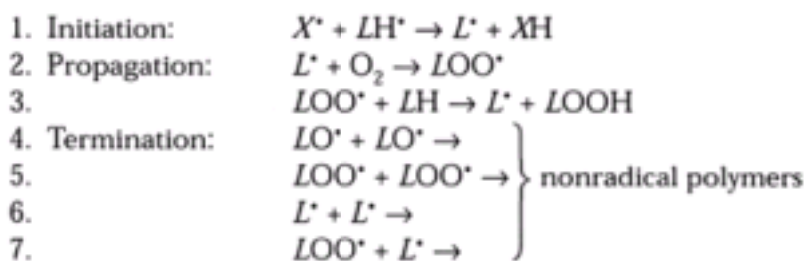 1. Initiation: X• + LH• → L• + XH
2. Propagation: L• + O₂ → LOO•
3. LOO• + LH → L• + LOOH
4. Termination: LO• + LO• →
5. LOO• + LOO• → } nonradical polymers
6. L• + L• →
7. LOO• + L• →